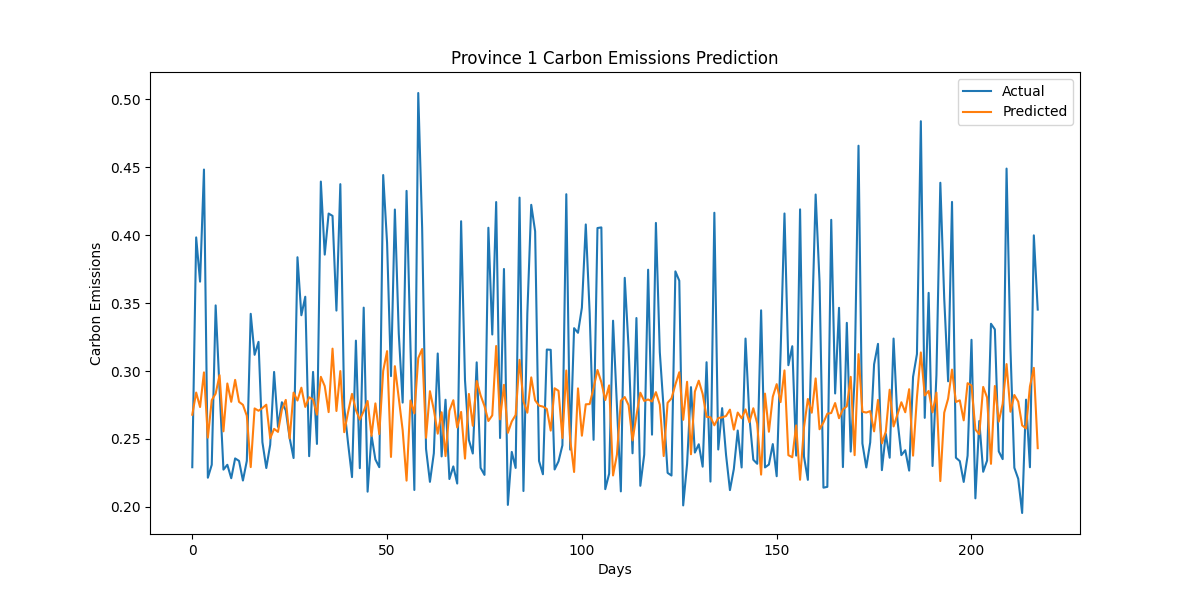 Province 1 Carbon Emissions Prediction
Actual
Predicted
0.50
0.45
0.40
0.35
0.30
0.25
0.20
Carbon Emissions
0 50 100 150 200
Days